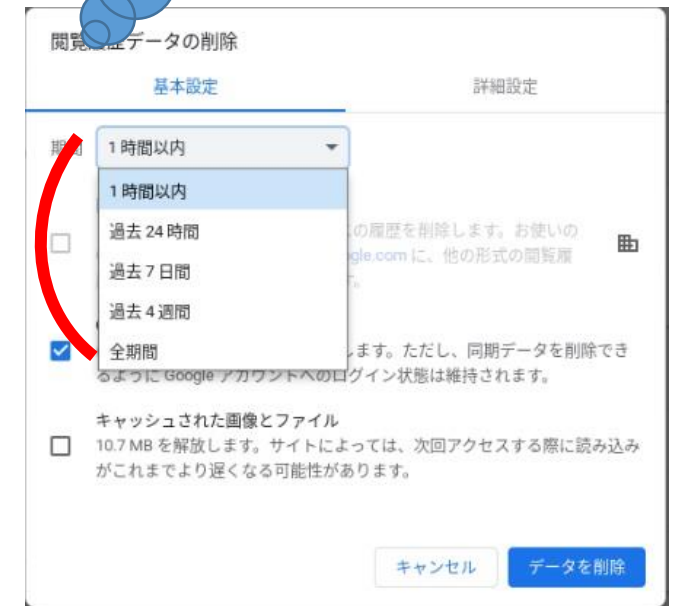 閲覧履歴データの削除
基本設定
詳細設定
1 時間以内
1 時間以内
過去 24 時間
の履歴を削除します。お使いの
過去 7 日間
gle.com に、他の形式の閲覧履
過去 4 週間
全期間
します。ただし、同期データを削除でき
るように Google アカウントへのログイン状態は維持されます。
キャッシュされた画像とファイル
10.7 MB を解放します。サイトによっては、次回アクセスする際に読み込み
がこれまでより遅くなる可能性があります。
キャンセル
データを削除